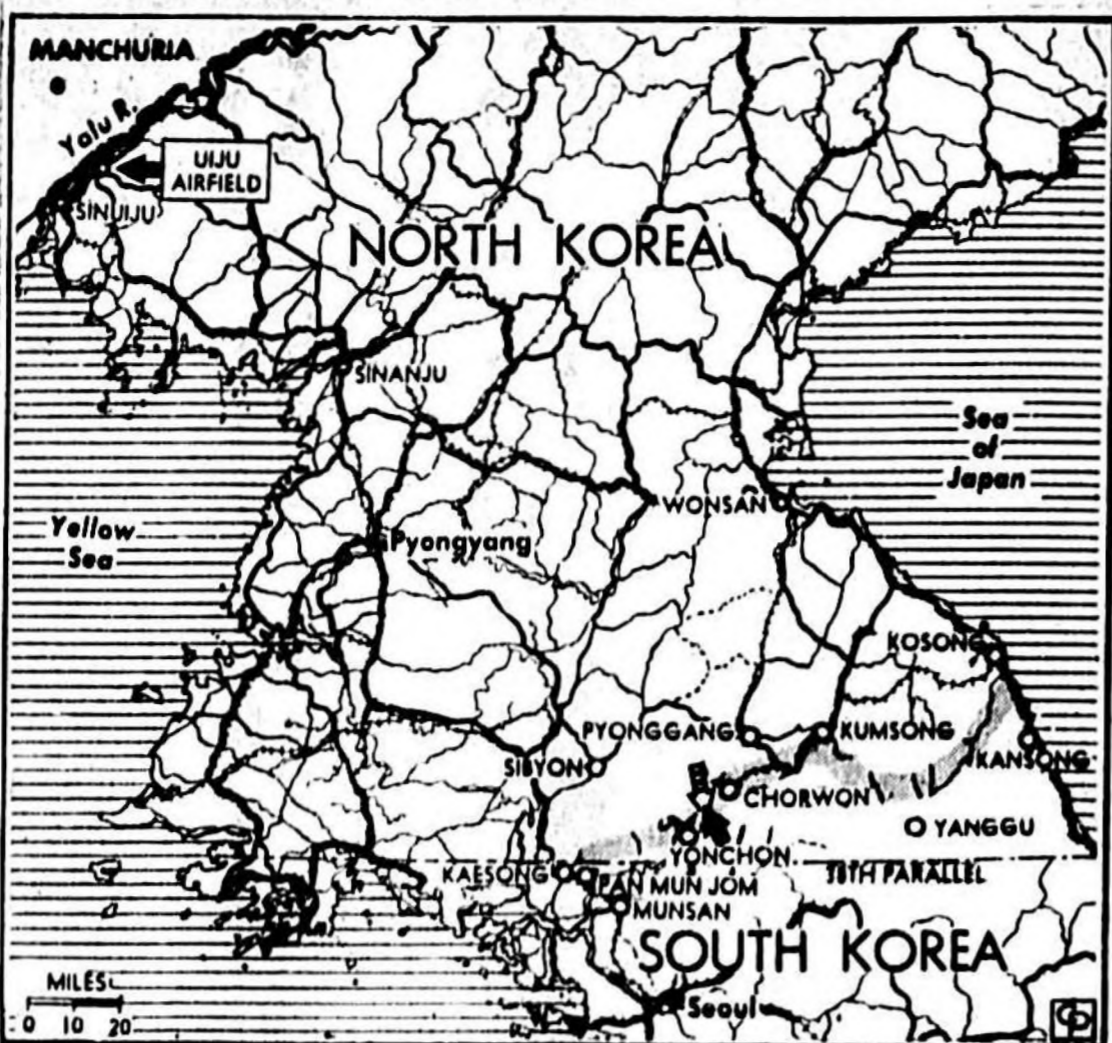 MANCHURIA
Yalu R.
UIJU
AIRFIELD
SINUIJU
NORTH KOREA
SINANJU
Sea
of
Japan
WONSAN
Yellow
Sea
Pyongyang
KOSONG
PYONGGANG
KUMSONG
KANSONG
SIBYON
CHORWON
YANGGU
YONCHON
KAESONG
38TH PARALLEL
PAN MUN JOM
MUNSAN
SOUTH KOREA
MILES
0 10 20
Seoul
CP